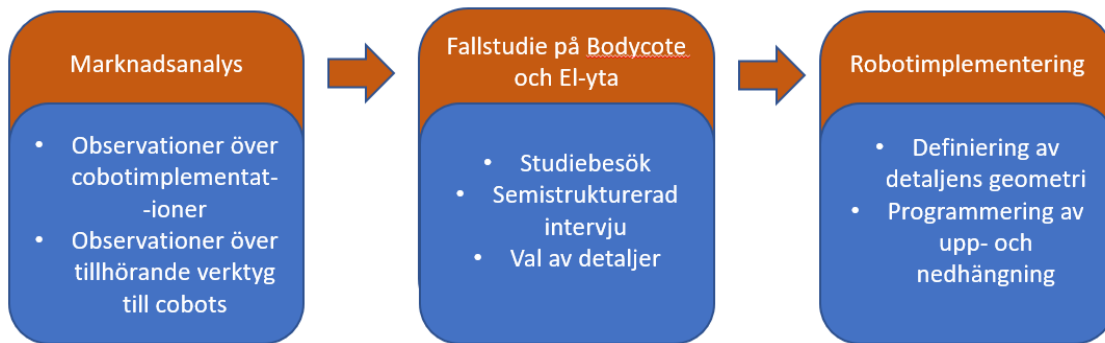 Marknadsanalys
• Observationer över
cobotimplementat-
-ioner
• Observationer över
tillhörande verktyg
till cobots
Fallstudie på Bodycote
och El-yta
• Studiebesök
• Semistrukturerad
intervju
• Val av detaljer
Robotimplementering
• Definiering av
detaljens geometri
• Programmering av
upp- och
nedhängning